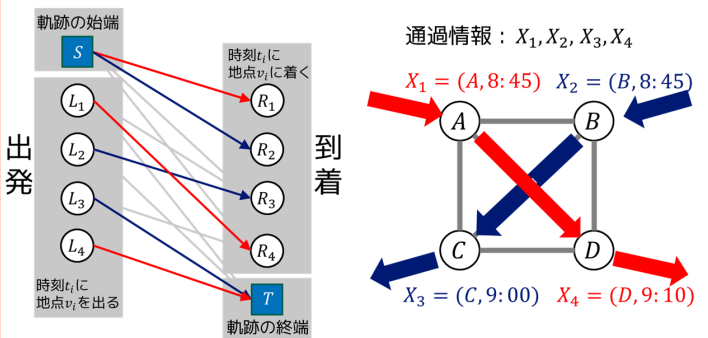 軌跡の始端
S
出発
L₁
L₂
L₃
L₄
時刻tᵢに
地点vᵢを出る
時刻tᵢに
地点vᵢに着く
R₁
R₂
R₃
R₄
到着
T
軌跡の終端
通過情報：X₁, X₂, X₃, X₄
X₁ = (A, 8:45)
X₂ = (B, 8:45)
A
B
C
D
X₃ = (C, 9:00)
X₄ = (D, 9:10)